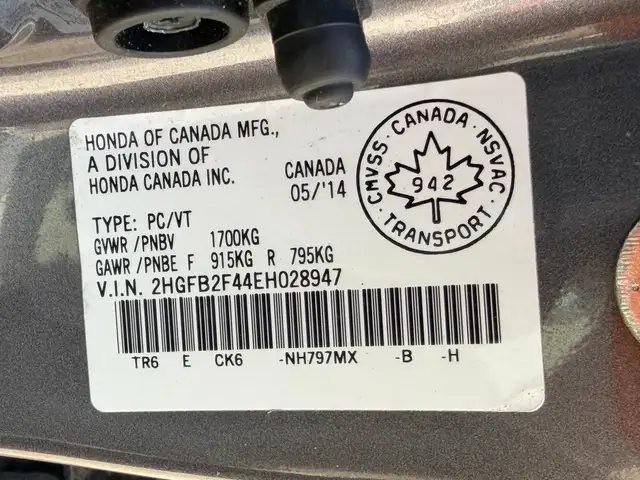 HONDA OF CANADA MFG.,
A DIVISION OF
HONDA CANADA INC.
CANADA
05/'14
CMVSS · CANADA · NSVAC ·
942
TRANSPORT
TYPE: PC/VT
GVWR /PNBV 1700KG
GAWR /PNBE F 915KG R 795KG
V.I.N. 2HGFB2F44EH028947
TR6 E CK6 -NH797MX -B -H